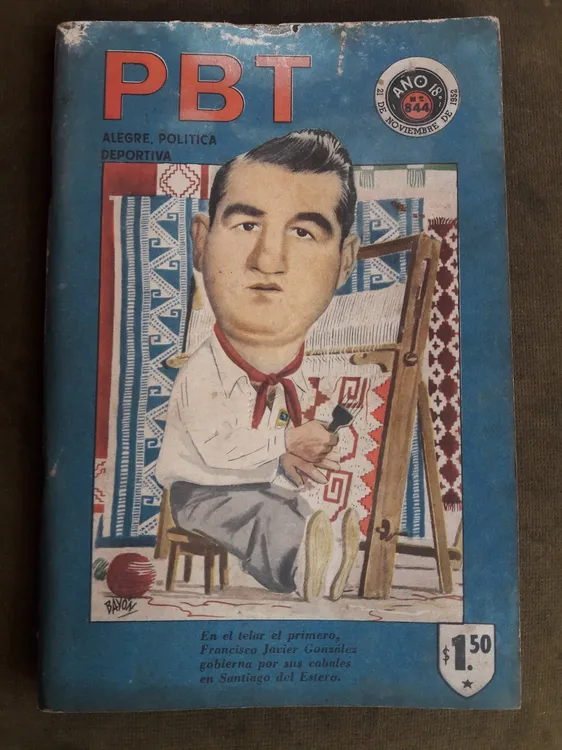 PBT
ALEGRE, POLITICA
DEPORTIVA
AÑO 18
Nº 844
21 DE NOVIEMBRE DE 1952
BAYÓN
En el telar el primero,
Francisco Javier González
gobierna por sus cabales
en Santiago del Estero.
$1.50